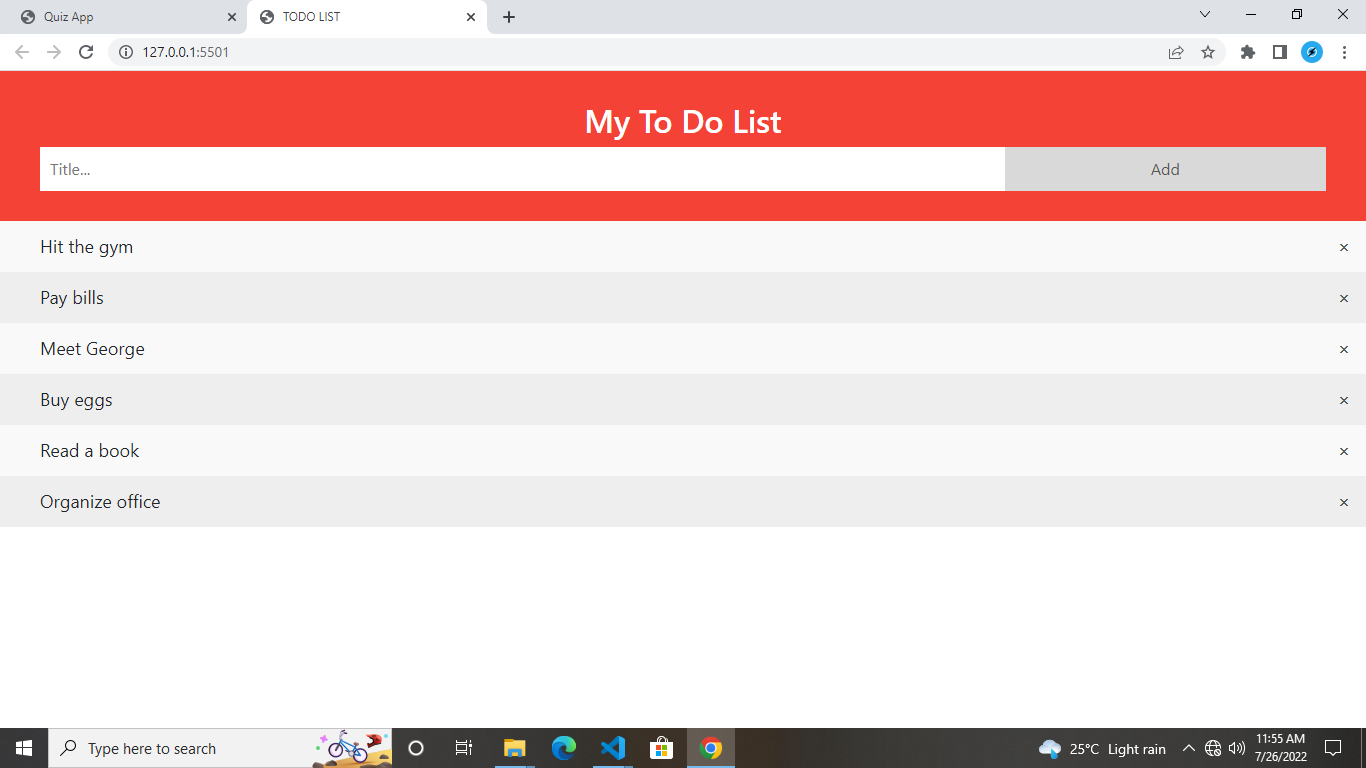 Quiz App
TODO LIST
127.0.0.1:5501
My To Do List
Title...
Add
Hit the gym
×
Pay bills
×
Meet George
×
Buy eggs
×
Read a book
×
Organize office
×
Type here to search
25°C Light rain
11:55 AM
7/26/2022